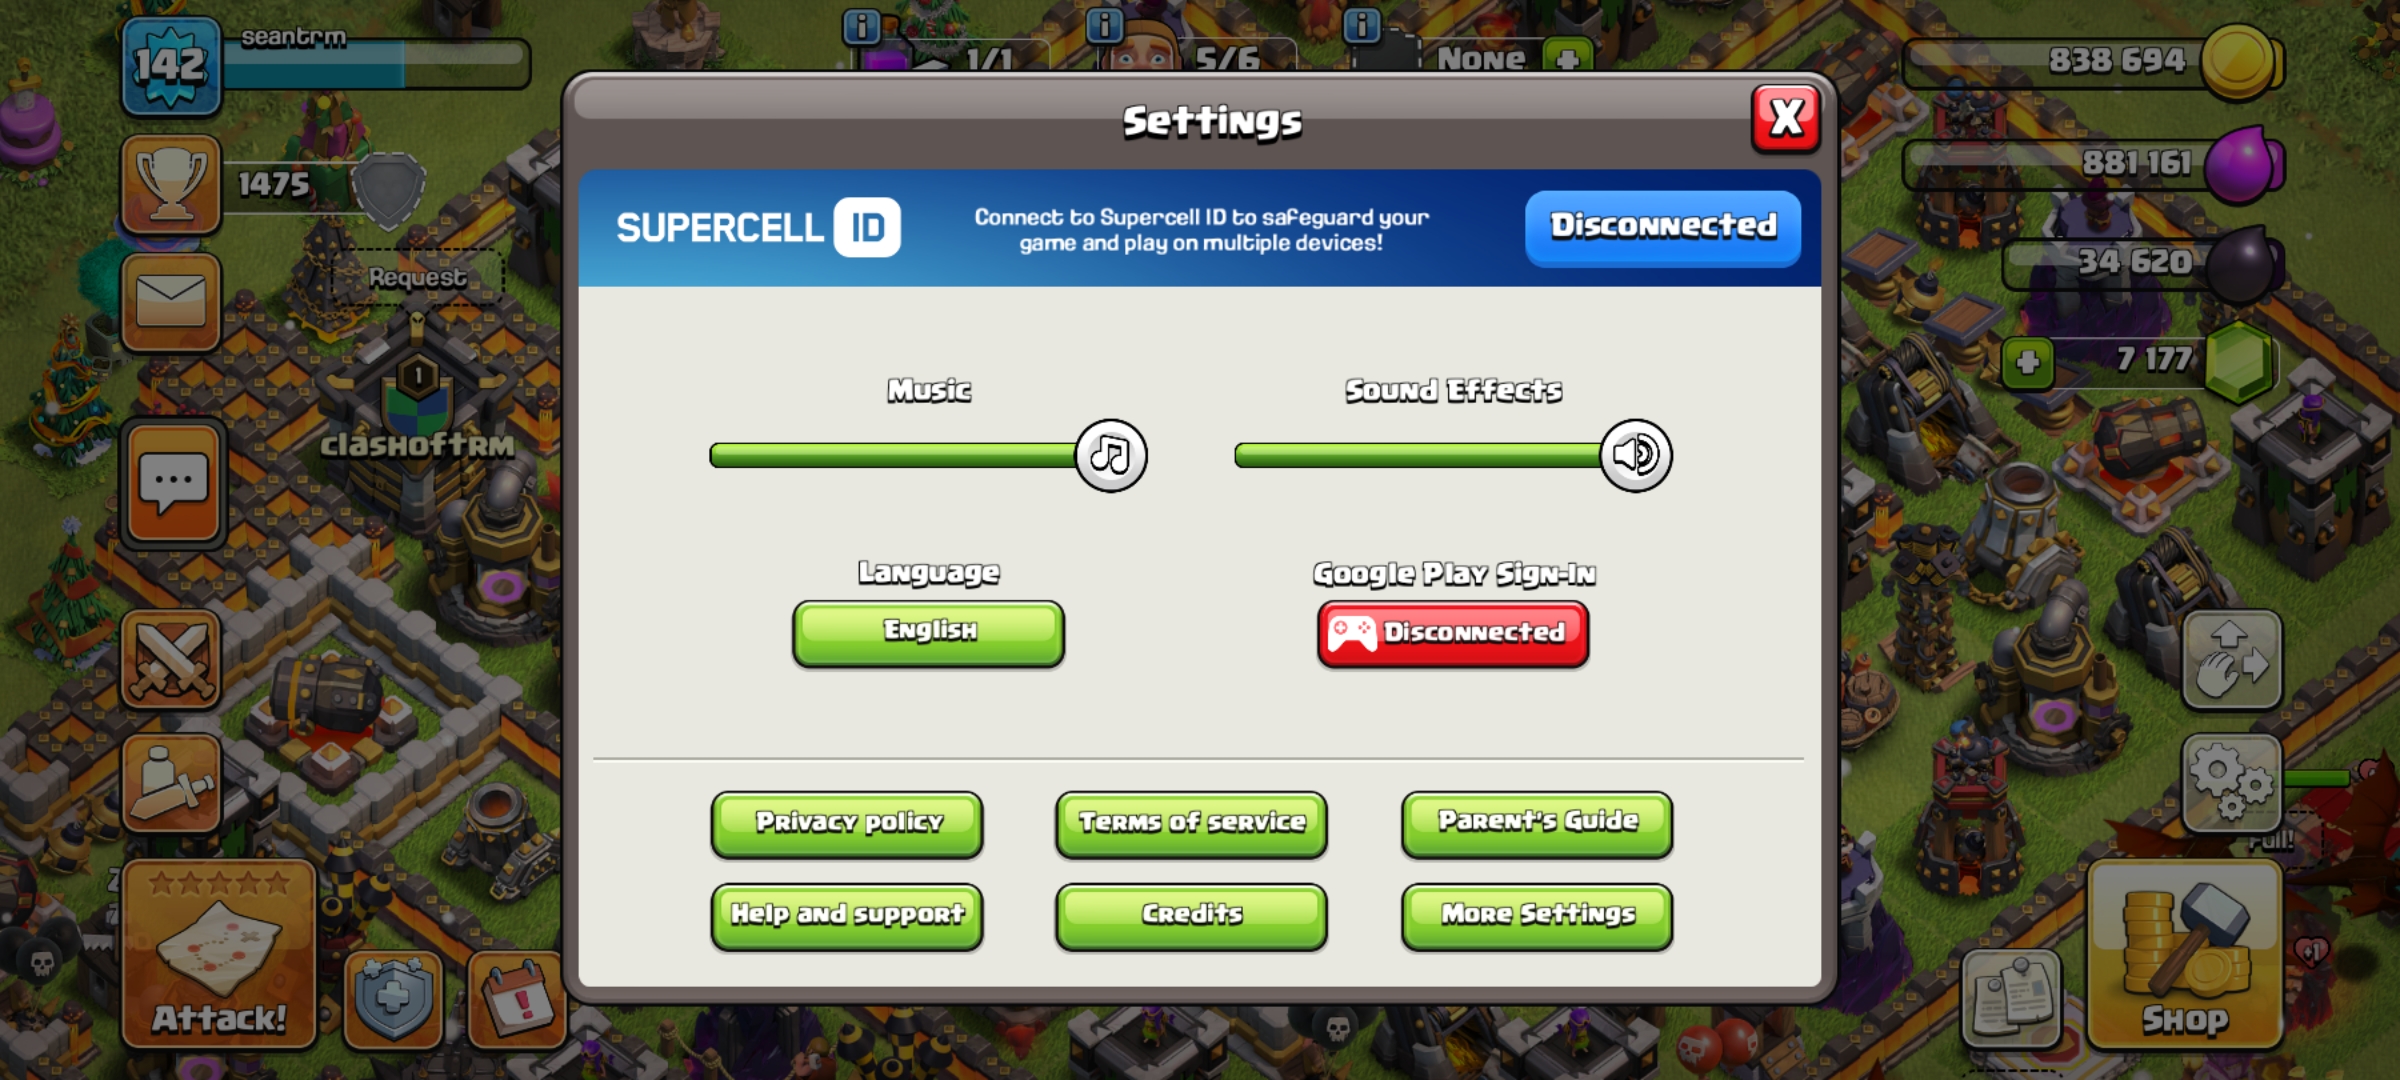 142
seantrm
1/1
5/6
None
838 694
Settings
X
1475
881 161
SUPERCELL ID
Connect to Supercell ID to safeguard your
game and play on multiple devices!
Disconnected
Request
34 620
7 177
1
clashoftRM
Music
Sound Effects
Language
Google Play Sign-In
English
Disconnected
Privacy policy
Terms of service
Parent's Guide
Full!
Help and support
Credits
More Settings
+1
Attack!
Shop